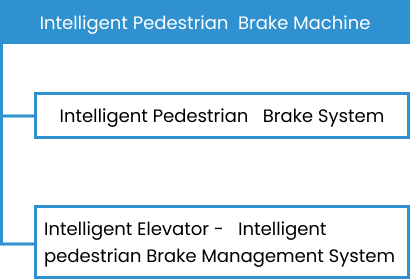 Intelligent Pedestrian Brake Machine
Intelligent Pedestrian Brake System
Intelligent Elevator - Intelligent
pedestrian Brake Management System